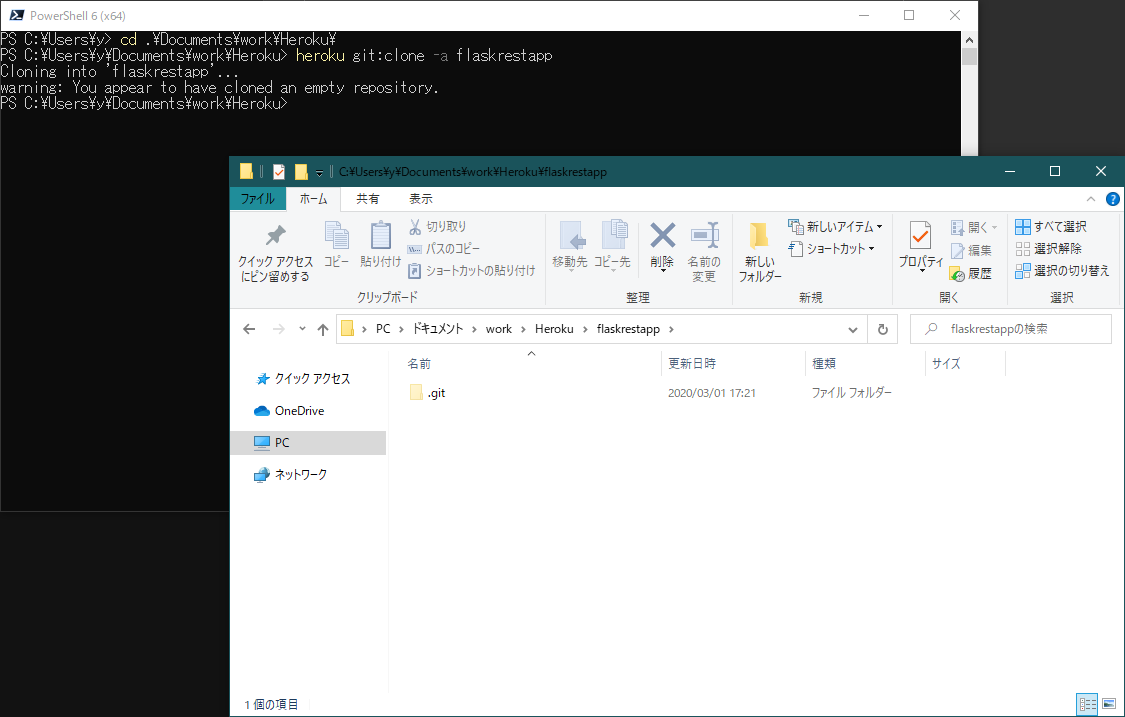 PowerShell 6 (x64)
PS C:¥Users¥y> cd .¥Documents¥work¥Heroku¥
PS C:¥Users¥y¥Documents¥work¥Heroku> heroku git:clone -a flaskrestapp
Cloning into 'flaskrestapp'...
warning: You appear to have cloned an empty repository.
PS C:¥Users¥y¥Documents¥work¥Heroku>
C:¥Users¥y¥Documents¥work¥Heroku¥flaskrestapp
ファイル ホーム 共有 表示
クイック アクセス
にピン留めする
コピー
貼り付け
切り取り
パスのコピー
ショートカットの貼り付け
クリップボード
移動先
コピー先
削除
名前の
変更
整理
新しい
フォルダー
新しいアイテム
ショートカット
新規
プロパティ
開く
編集
履歴
開く
すべて選択
選択解除
選択の切り替え
選択
PC > ドキュメント > work > Heroku > flaskrestapp >
flaskrestappの検索
名前 更新日時 種類 サイズ
.git 2020/03/01 17:21 ファイル フォルダー
クイック アクセス
OneDrive
PC
ネットワーク
1 個の項目